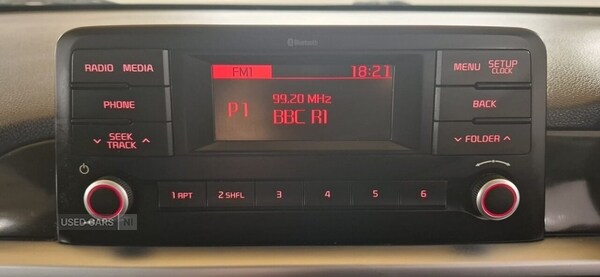 Bluetooth
RADIO MEDIA
FM1 18:21
MENU SETUP
CLOCK
PHONE
P1 99.20 MHz
BBC R1
BACK
SEEK
TRACK
FOLDER
1 RPT 2 SHFL 3 4 5 6
USED CARS NI